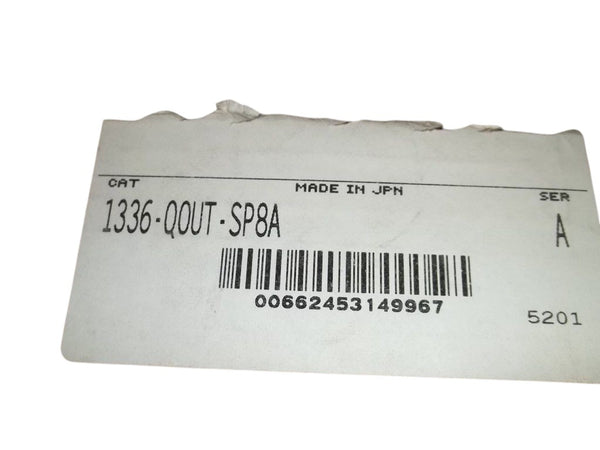 CAT MADE IN JPN SER
1336-QOUT-SP8A A
00662453149967
5201